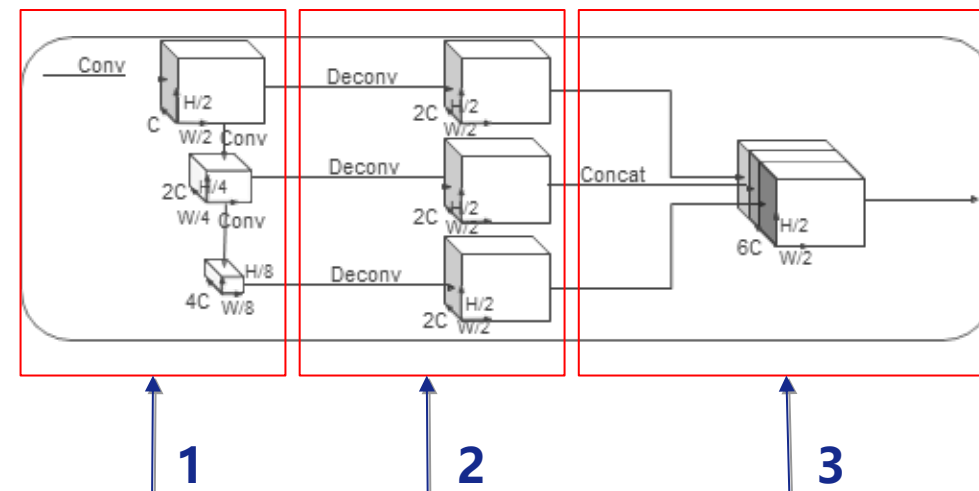 Conv
C
H/2
W/2
Conv
2C
H/4
W/4
Conv
4C
H/8
W/8
Deconv
2C
H/2
W/2
Deconv
2C
H/2
W/2
Deconv
2C
H/2
W/2
Concat
6C
H/2
W/2
1
2
3